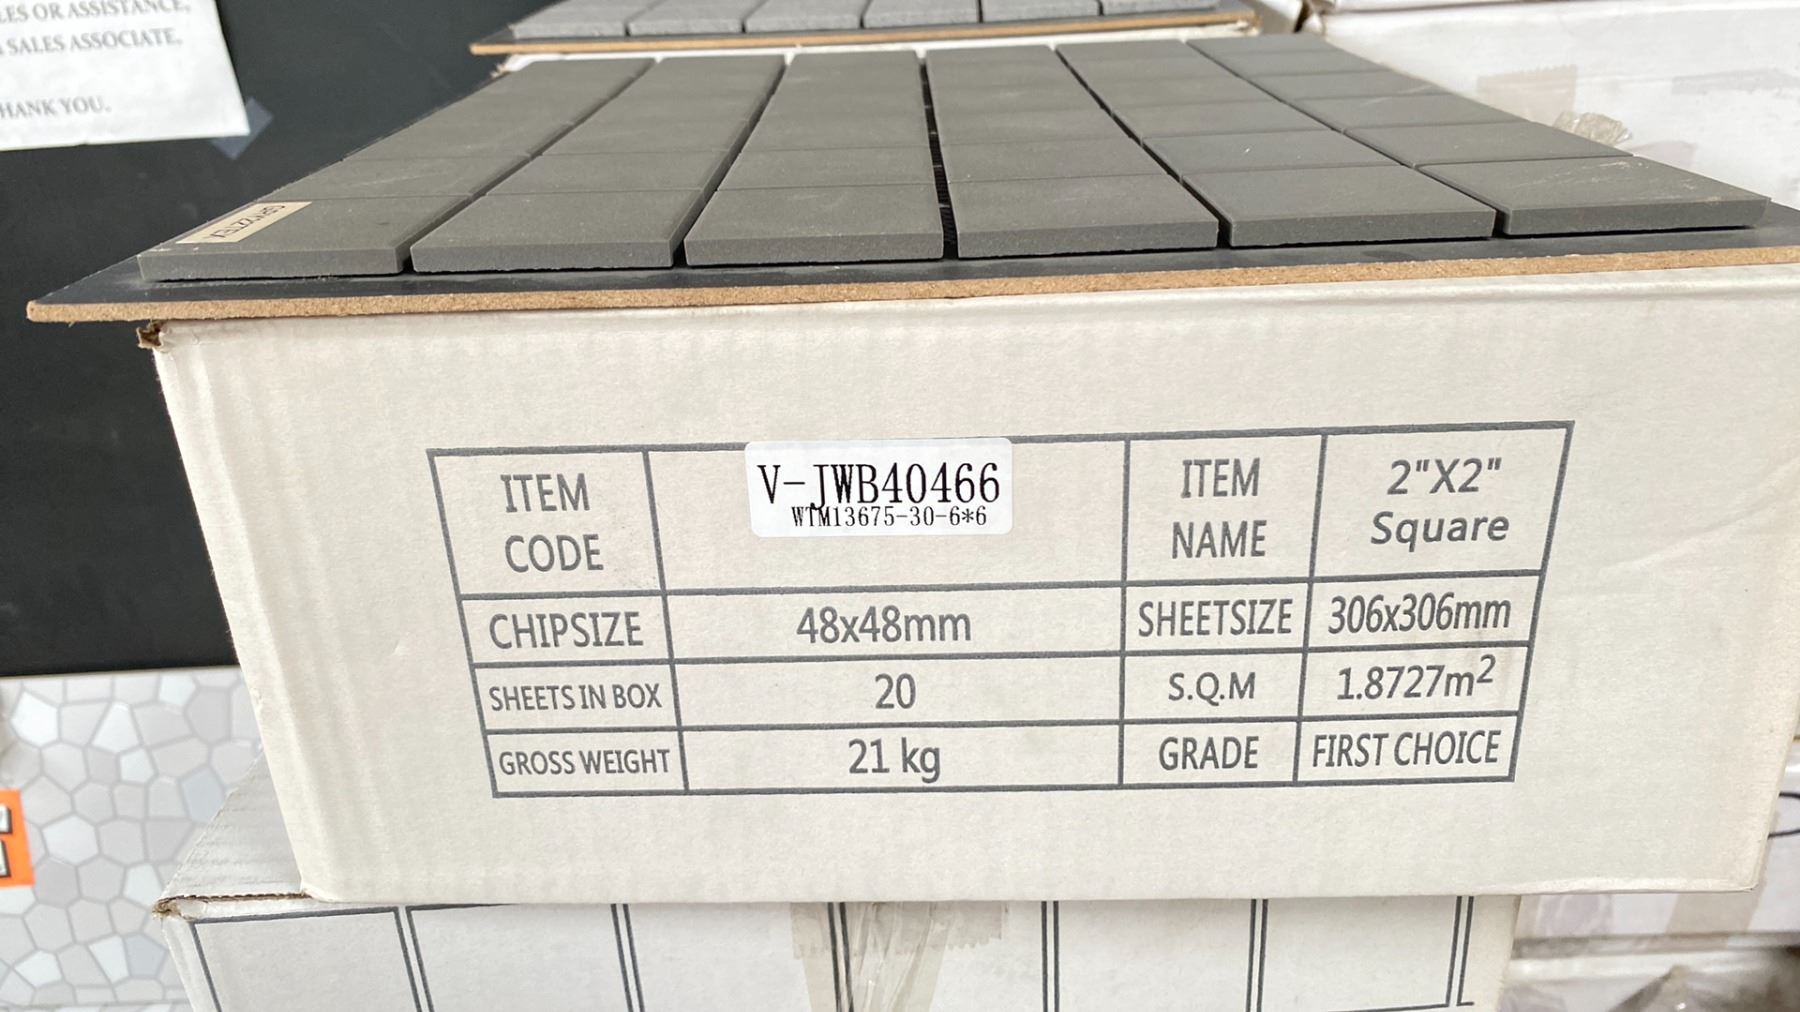 LES OR ASSISTANCE,
SALES ASSOCIATE.
HANK YOU.
ITEM CODE
V-JWB40466
WTM13675-30-6*6
ITEM NAME
2"X2" Square
CHIPSIZE
48x48mm
SHEETSIZE
306x306mm
SHEETS IN BOX
20
S.Q.M
1.8727m²
GROSS WEIGHT
21 kg
GRADE
FIRST CHOICE